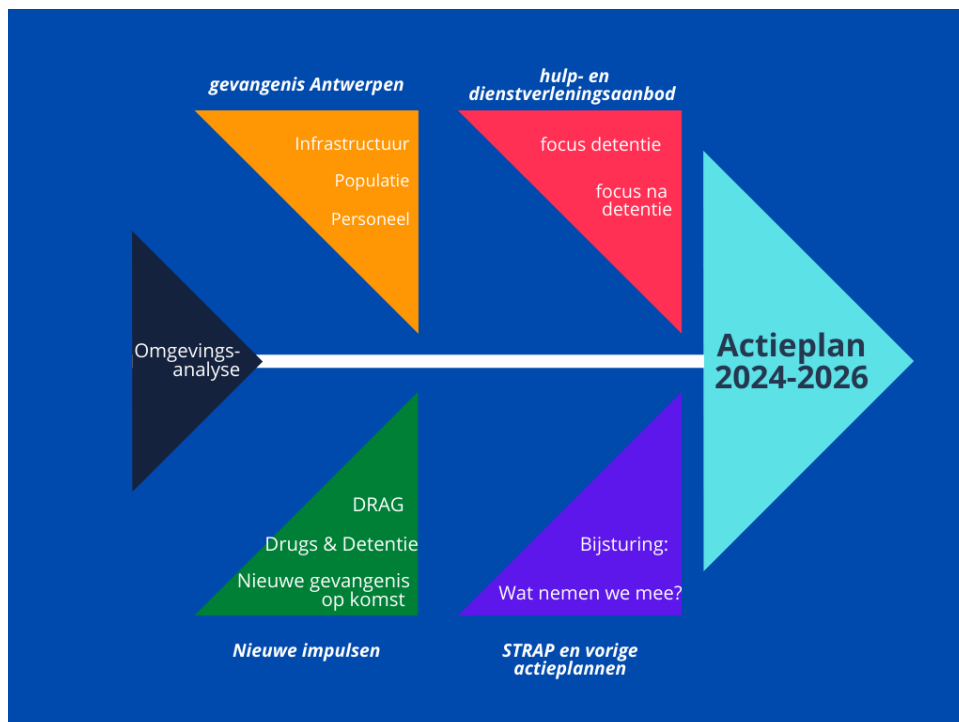 gevangenis Antwerpen
Infrastructuur
Populatie
Personeel
hulp- en
dienstverleningsaanbod
focus detentie
focus na
detentie
Omgevings-
analyse
Actieplan
2024-2026
DRAG
Drugs & Detentie
Nieuwe gevangenis
op komst
Nieuwe impulsen
Bijsturing:
Wat nemen we mee?
STRAP en vorige
actieplannen